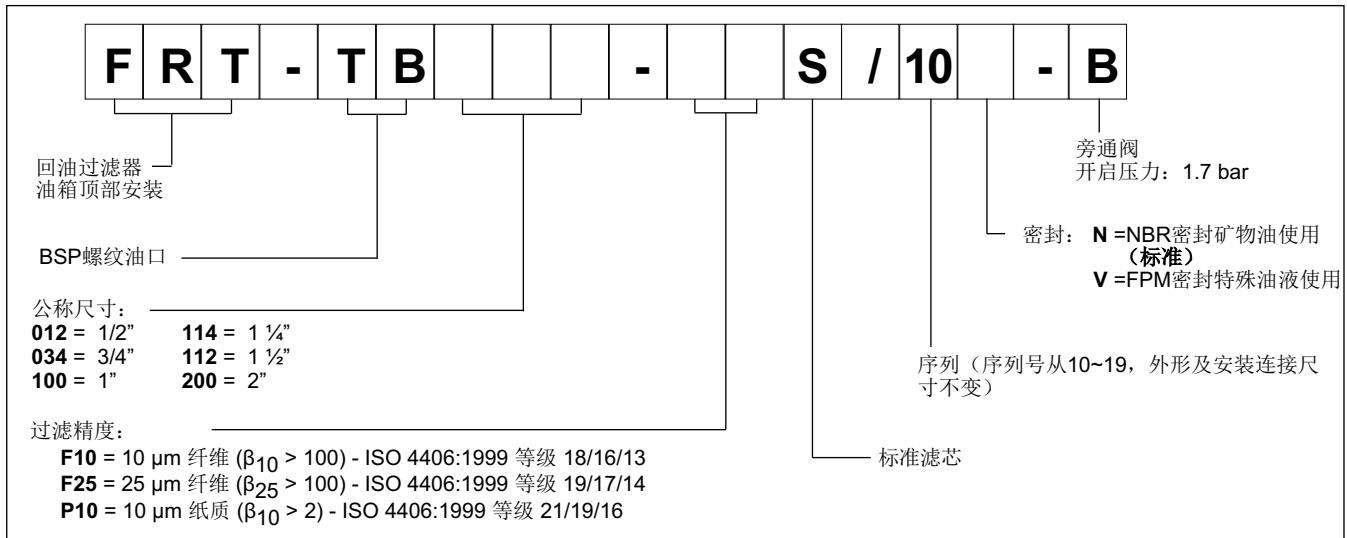 F R T - T B - S / 10 - B
回油过滤器
油箱顶部安装
旁通阀
开启压力：1.7 bar
密封： N =NBR密封矿物油使用
（标准）
V =FPM密封特殊油液使用
BSP螺纹油口
公称尺寸：
012 = 1/2” 114 = 1 ¼”
034 = 3/4” 112 = 1 ½”
100 = 1” 200 = 2”
序列（序列号从10~19，外形及安装连接尺
寸不变）
过滤精度：
F10 = 10 µm 纤维 (β10 > 100) - ISO 4406:1999 等级 18/16/13
F25 = 25 µm 纤维 (β25 > 100) - ISO 4406:1999 等级 19/17/14
P10 = 10 µm 纸质 (β10 > 2) - ISO 4406:1999 等级 21/19/16
标准滤芯